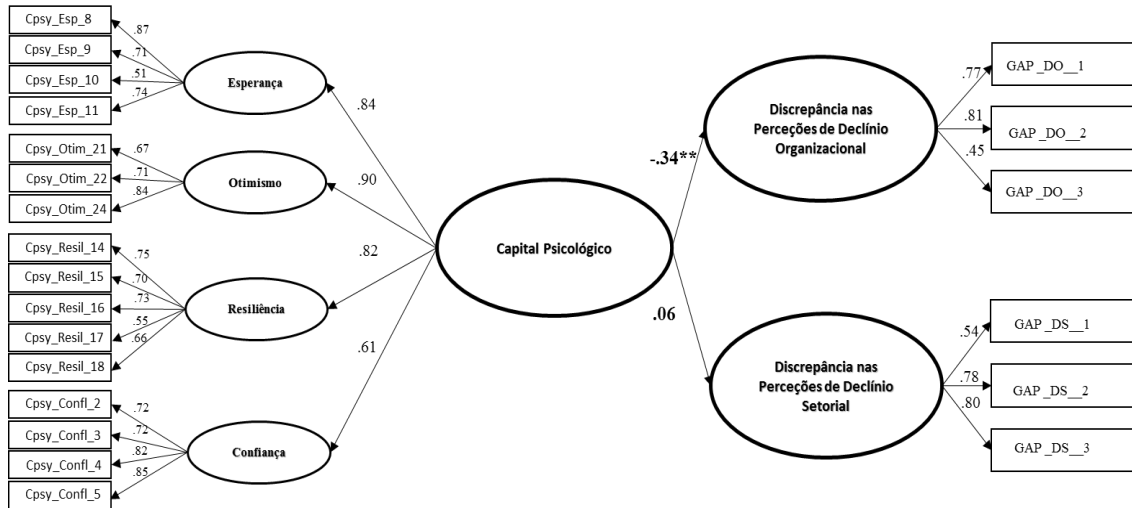 Cpsy_Esp_8
Cpsy_Esp_9
Cpsy_Esp_10
Cpsy_Esp_11
.87
.71
.51
.74
Esperança
Cpsy_Otim_21
Cpsy_Otim_22
Cpsy_Otim_24
.67
.71
.84
Otimismo
Cpsy_Resil_14
Cpsy_Resil_15
Cpsy_Resil_16
Cpsy_Resil_17
Cpsy_Resil_18
.75
.70
.73
.55
.66
Resiliência
Cpsy_Confl_2
Cpsy_Confl_3
Cpsy_Confl_4
Cpsy_Confl_5
.72
.72
.82
.85
Confiança
.84
.90
.82
.61
Capital Psicológico
-.34**
.06
Discrepância nas
Perceções de Declínio
Organizacional
.77
.81
.45
GAP _DO__1
GAP _DO__2
GAP _DO__3
Discrepância nas
Perceções de Declínio
Setorial
.54
.78
.80
GAP _DS__1
GAP _DS__2
GAP _DS__3